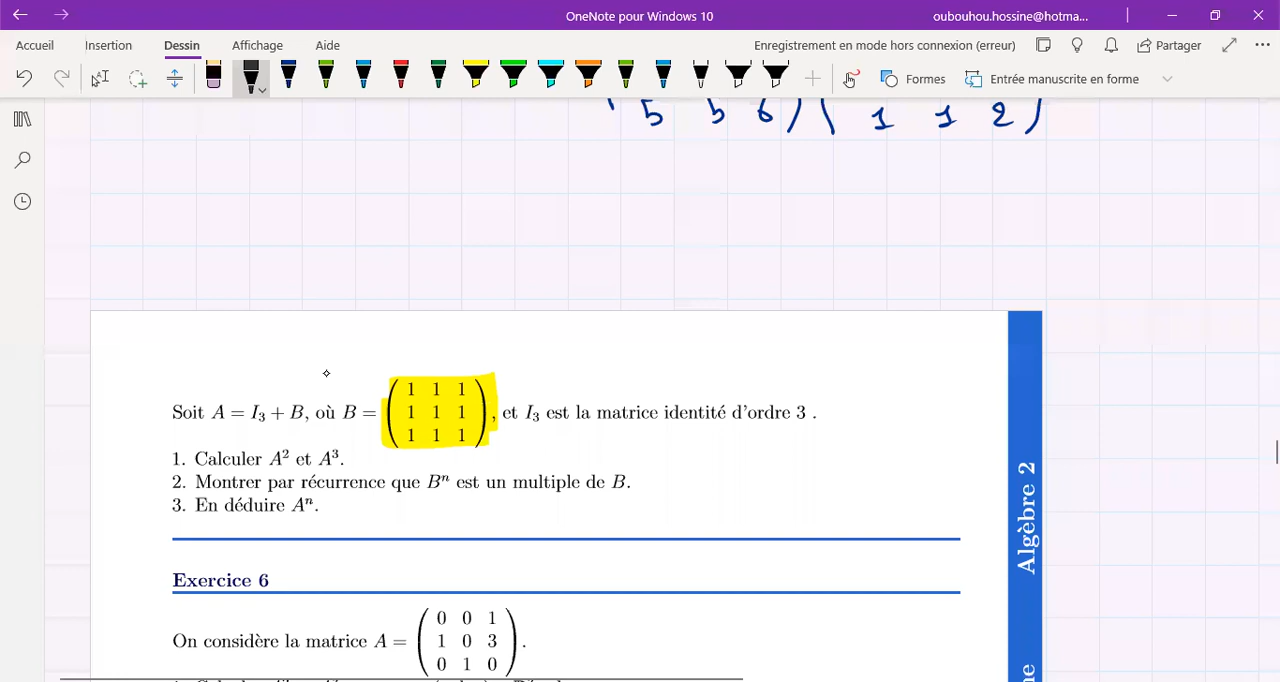 OneNote pour Windows 10
oubouhou.hossine@hotma...
Accueil Insertion Dessin Affichage Aide
Enregistrement en mode hors connexion (erreur)
Partager
Formes
Entrée manuscrite en forme
5 5 6 ) ( 1 1 2 )
Soit A = I₃ + B, où B = ( 1 1 1
1 1 1
1 1 1 ), et I₃ est la matrice identité d'ordre 3 .
1. Calculer A² et A³.
2. Montrer par récurrence que Bⁿ est un multiple de B.
3. En déduire Aⁿ.
Exercice 6
On considère la matrice A = ( 0 0 1
1 0 3
0 1 0 ).
Algèbre 2